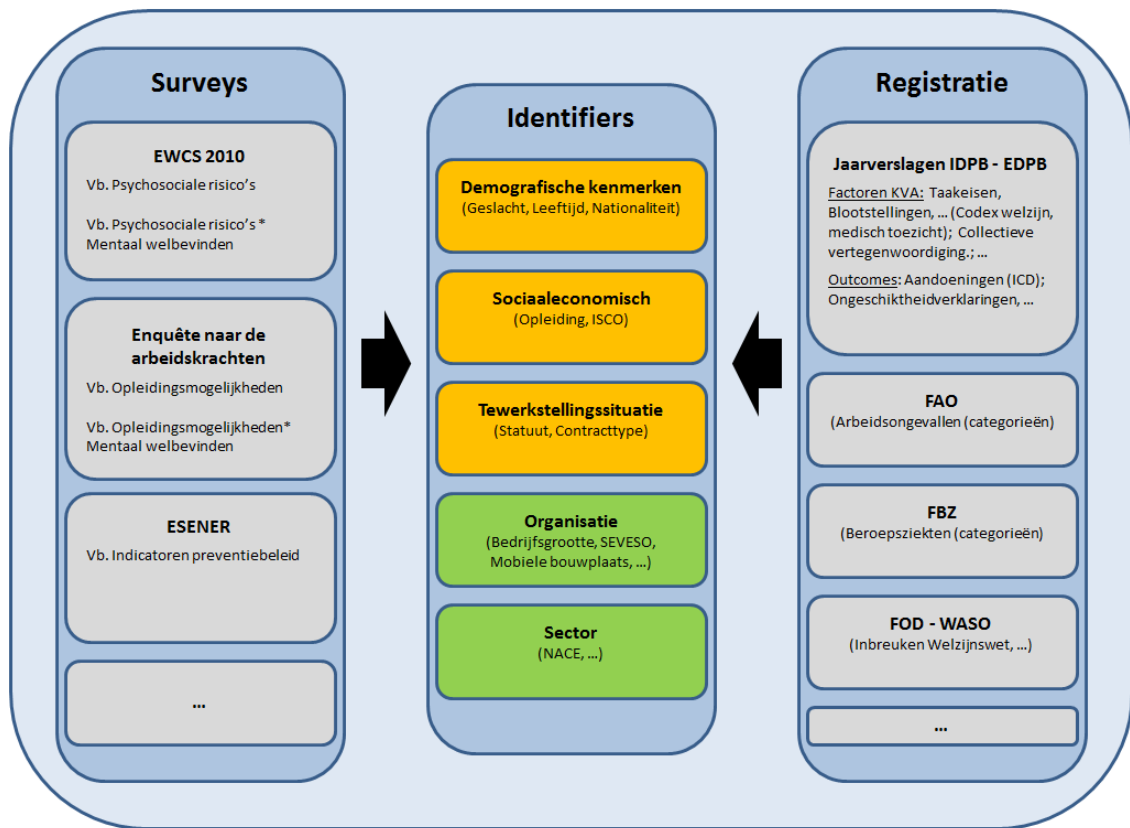 Surveys
EWCS 2010
Vb. Psychosociale risico's
Vb. Psychosociale risico's *
Mentaal welbevinden
Enquête naar de
arbeidskrachten
Vb. Opleidingsmogelijkheden
Vb. Opleidingsmogelijkheden*
Mentaal welbevinden
ESENER
Vb. Indicatoren preventiebeleid
...
Identifiers
Demografische kenmerken
(Geslacht, Leeftijd, Nationaliteit)
Sociaaleconomisch
(Opleiding, ISCO)
Tewerkstellingssituatie
(Statuut, Contracttype)
Organisatie
(Bedrijfsgrootte, SEVESO,
Mobiele bouwplaats, ...)
Sector
(NACE, ...)
Registratie
Jaarverslagen IDPB - EDPB
Factoren KVA: Taakeisen,
Blootstellingen, ... (Codex welzijn,
medisch toezicht); Collectieve
vertegenwoordiging.; ...
Outcomes: Aandoeningen (ICD);
Ongeschiktheidverklaringen, ...
FAO
(Arbeidsongevallen (categorieën)
FBZ
(Beroepsziekten (categorieën)
FOD - WASO
(Inbreuken Welzijnswet, ...)
...